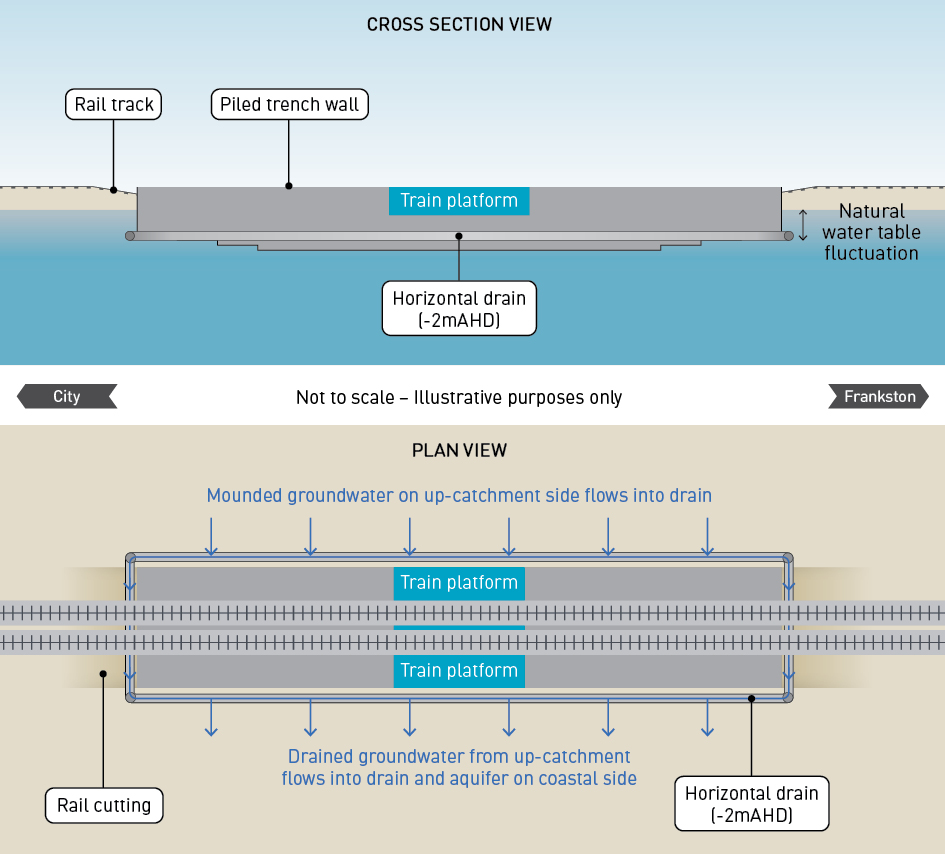 CROSS SECTION VIEW
Rail track
Piled trench wall
Train platform
Natural
water table
fluctuation
Horizontal drain
(-2mAHD)
City
Not to scale – Illustrative purposes only
Frankston
PLAN VIEW
Mounded groundwater on up-catchment side flows into drain
Train platform
Train platform
Drained groundwater from up-catchment
flows into drain and aquifer on coastal side
Rail cutting
Horizontal drain
(-2mAHD)